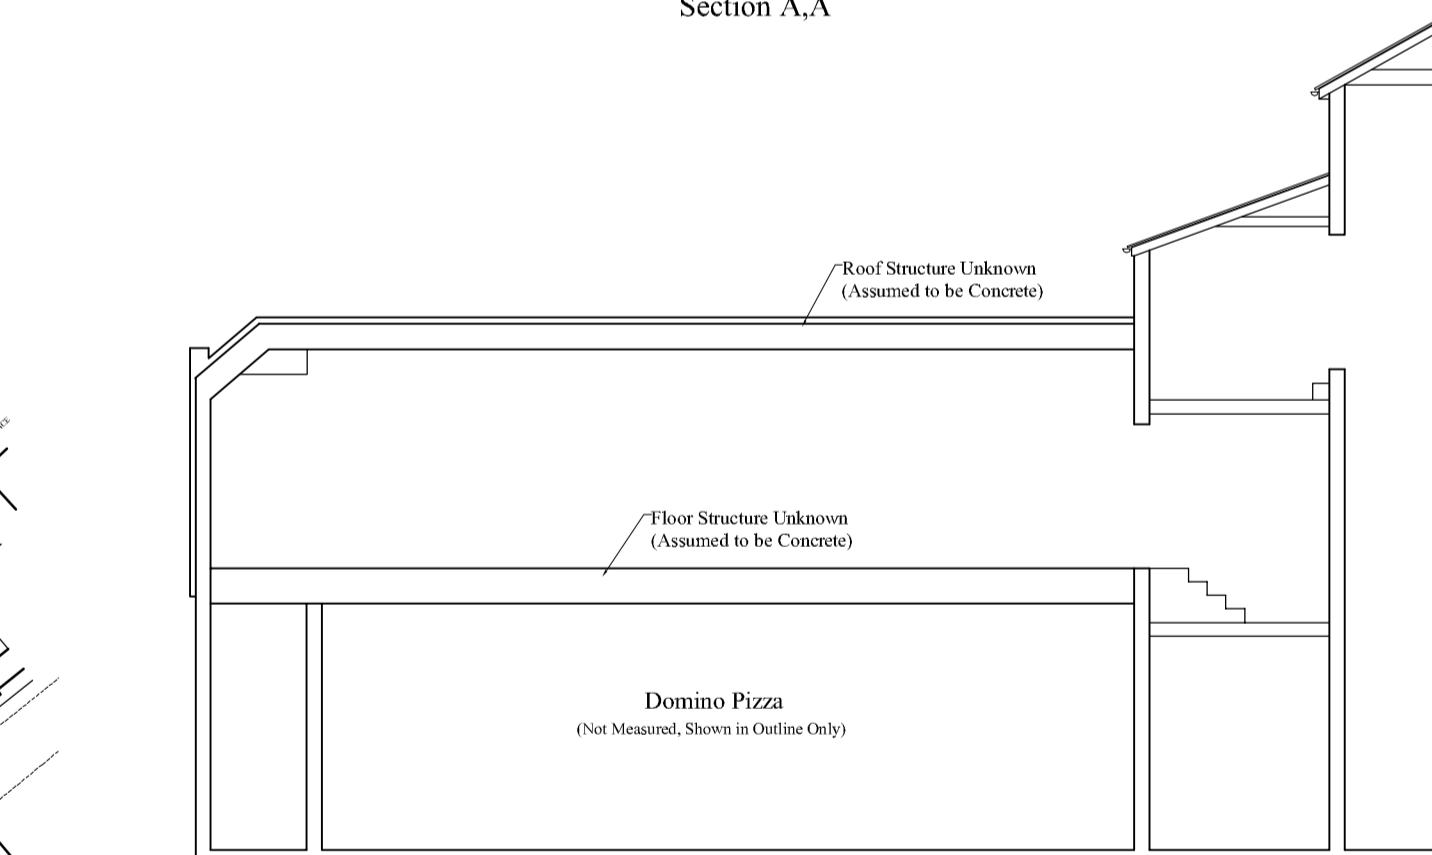 Section A,A
Roof Structure Unknown
(Assumed to be Concrete)
Floor Structure Unknown
(Assumed to be Concrete)
Domino Pizza
(Not Measured, Shown in Outline Only)